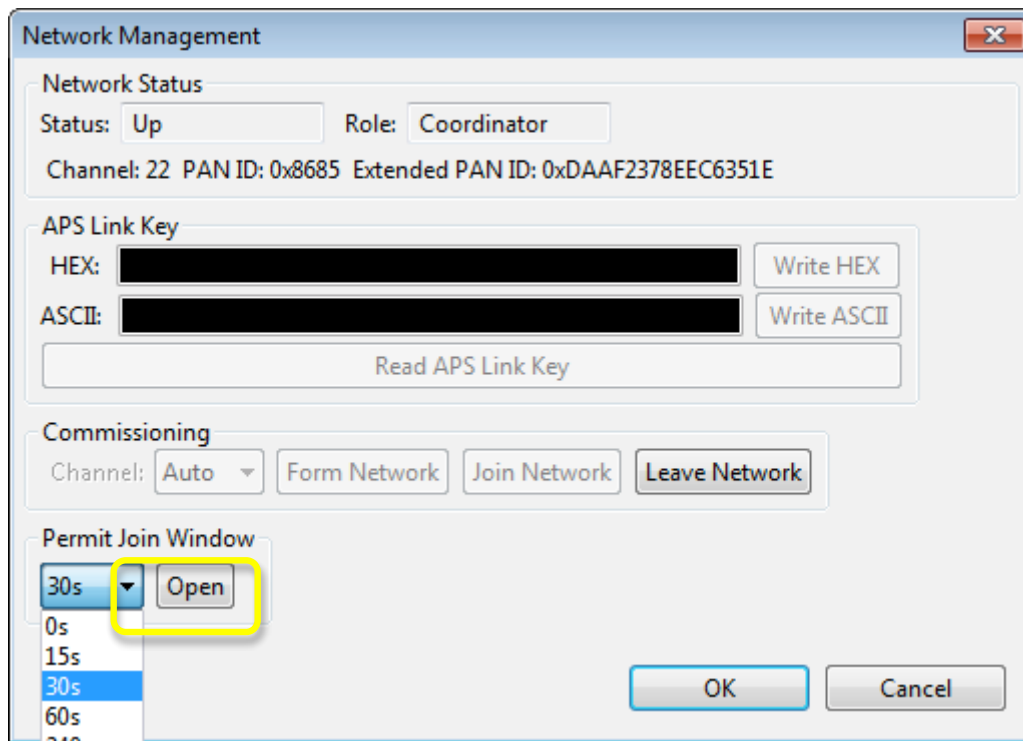 Network Management
Network Status
Status: Up Role: Coordinator
Channel: 22 PAN ID: 0x8685 Extended PAN ID: 0xDAAF2378EEC6351E
APS Link Key
HEX: Write HEX
ASCII: Write ASCII
Read APS Link Key
Commissioning
Channel: Auto Form Network Join Network Leave Network
Permit Join Window
30s Open
0s
15s
30s
60s
OK Cancel